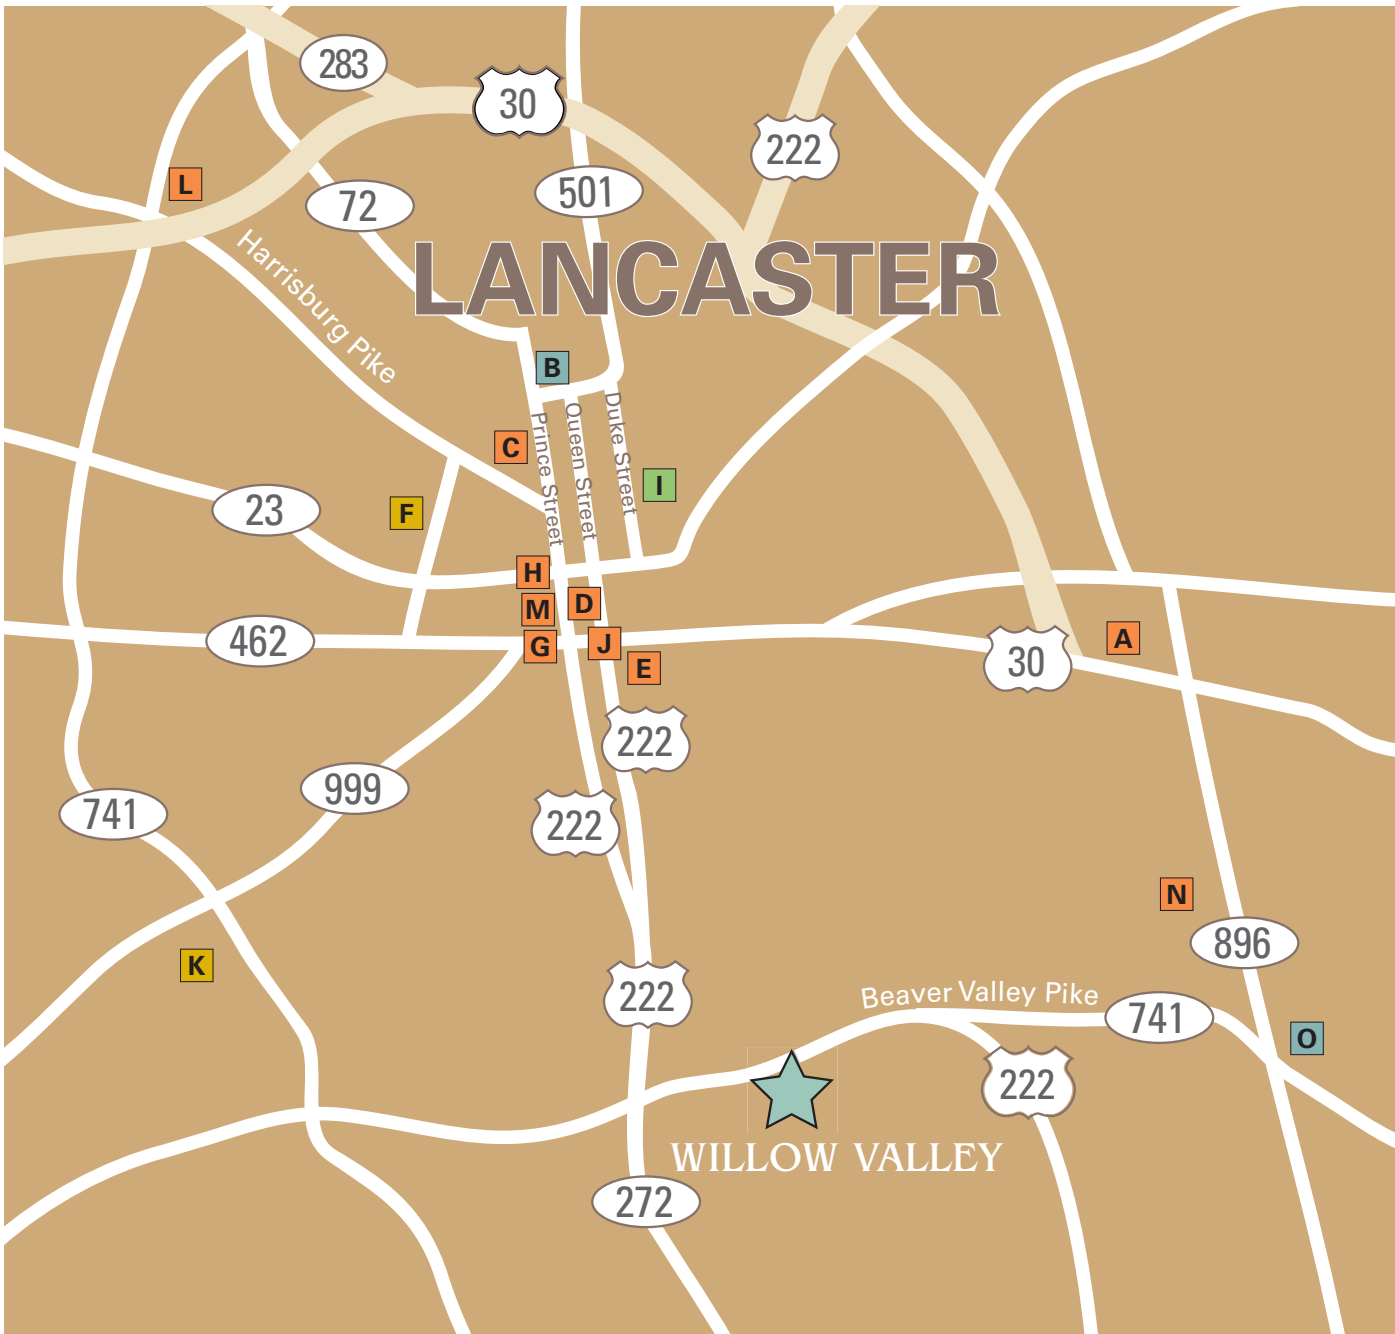 283
30
222
L
72
501
Harrisburg Pike
LANCASTER
B
Prince Street
Queen Street
Duke Street
C
I
F
23
H
M
D
462
G
J
E
30
A
222
999
741
222
N
896
K
222
Beaver Valley Pike
741
O
222
WILLOW VALLEY
272